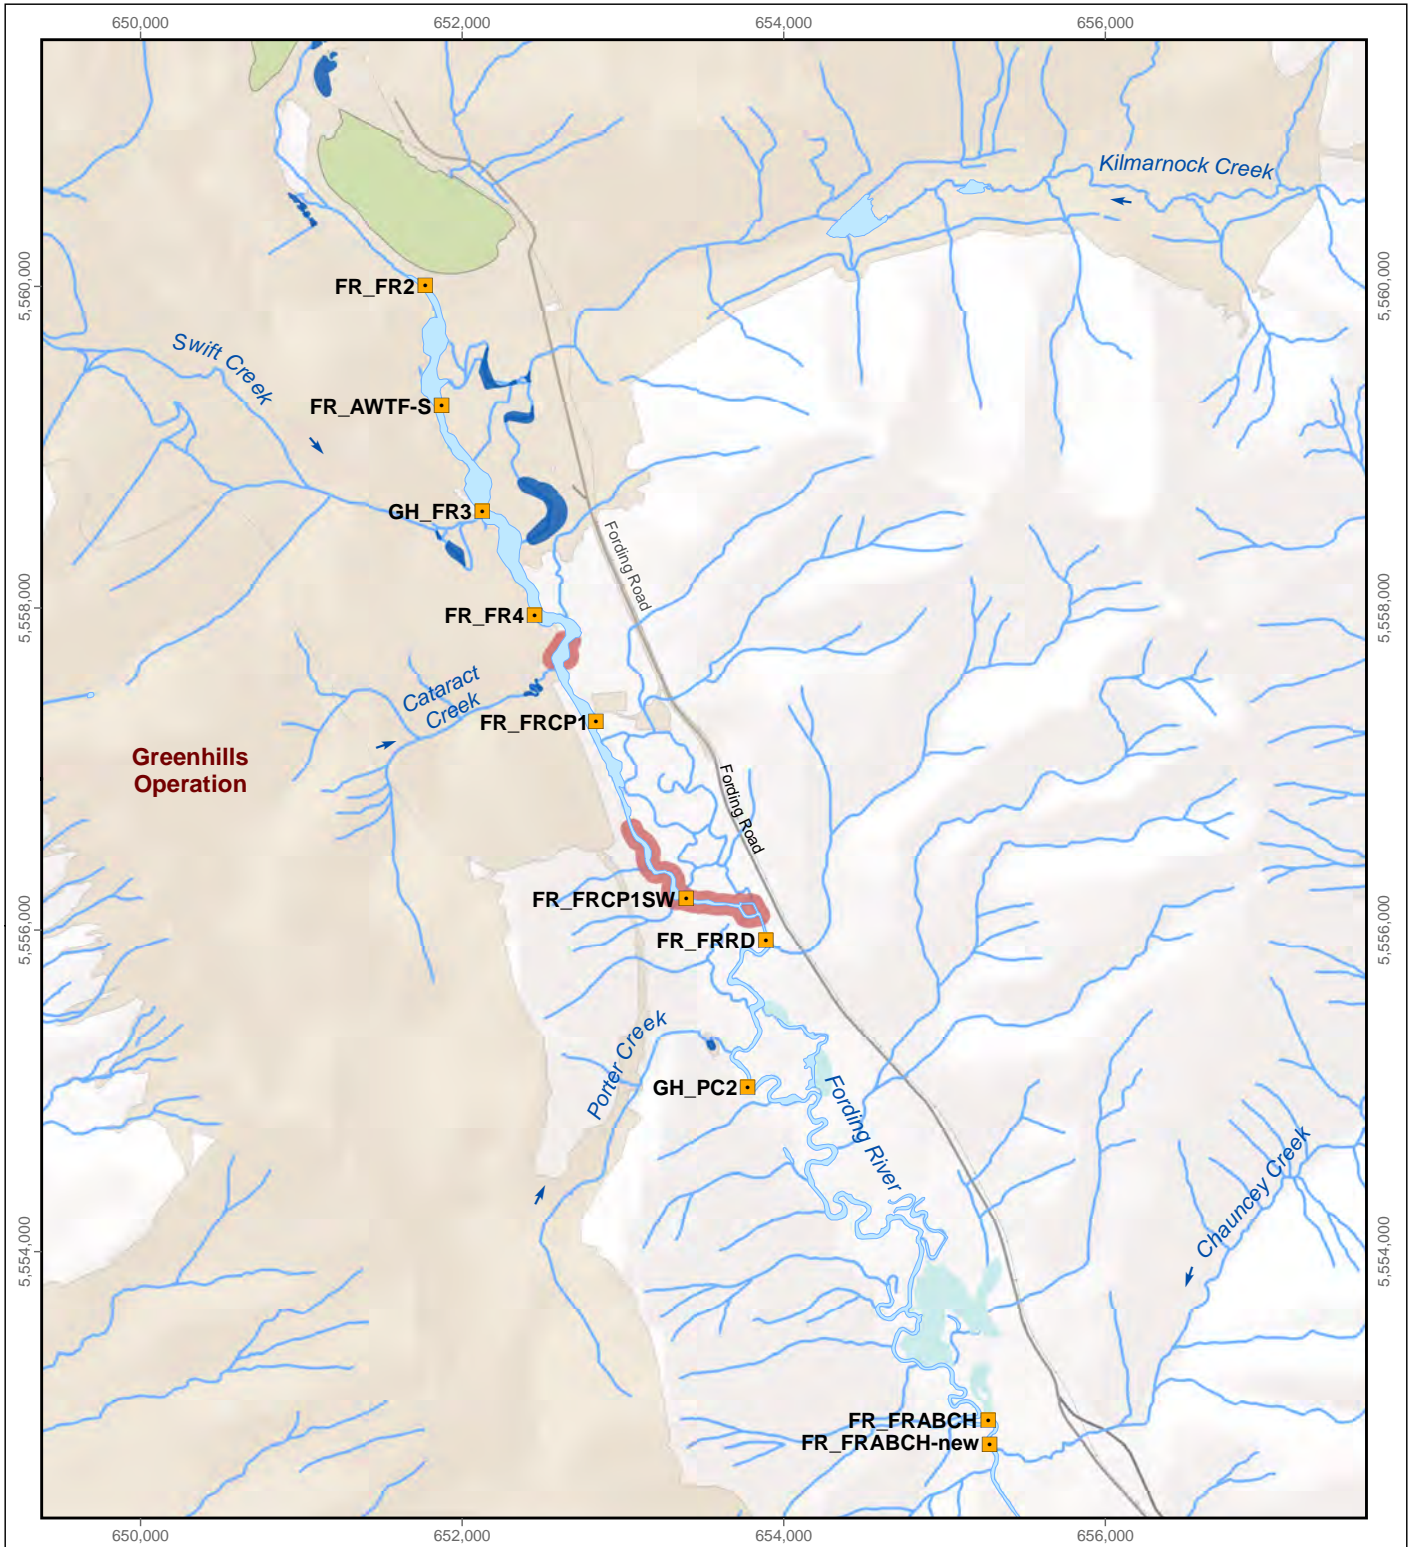 650,000
652,000
654,000
656,000
Kilmarnock Creek
5,560,000
5,560,000
FR_FR2
Swift Creek
FR_AWTF-S
GH_FR3
Fording Road
5,558,000
5,558,000
FR_FR4
Cataract
Creek
FR_FRCP1
Greenhills
Operation
Fording Road
FR_FRCP1SW
5,556,000
5,556,000
FR_FRRD
Porter Creek
GH_PC2
Fording River
Chauncey Creek
5,554,000
5,554,000
FR_FRABCH
FR_FRABCH-new
650,000
652,000
654,000
656,000